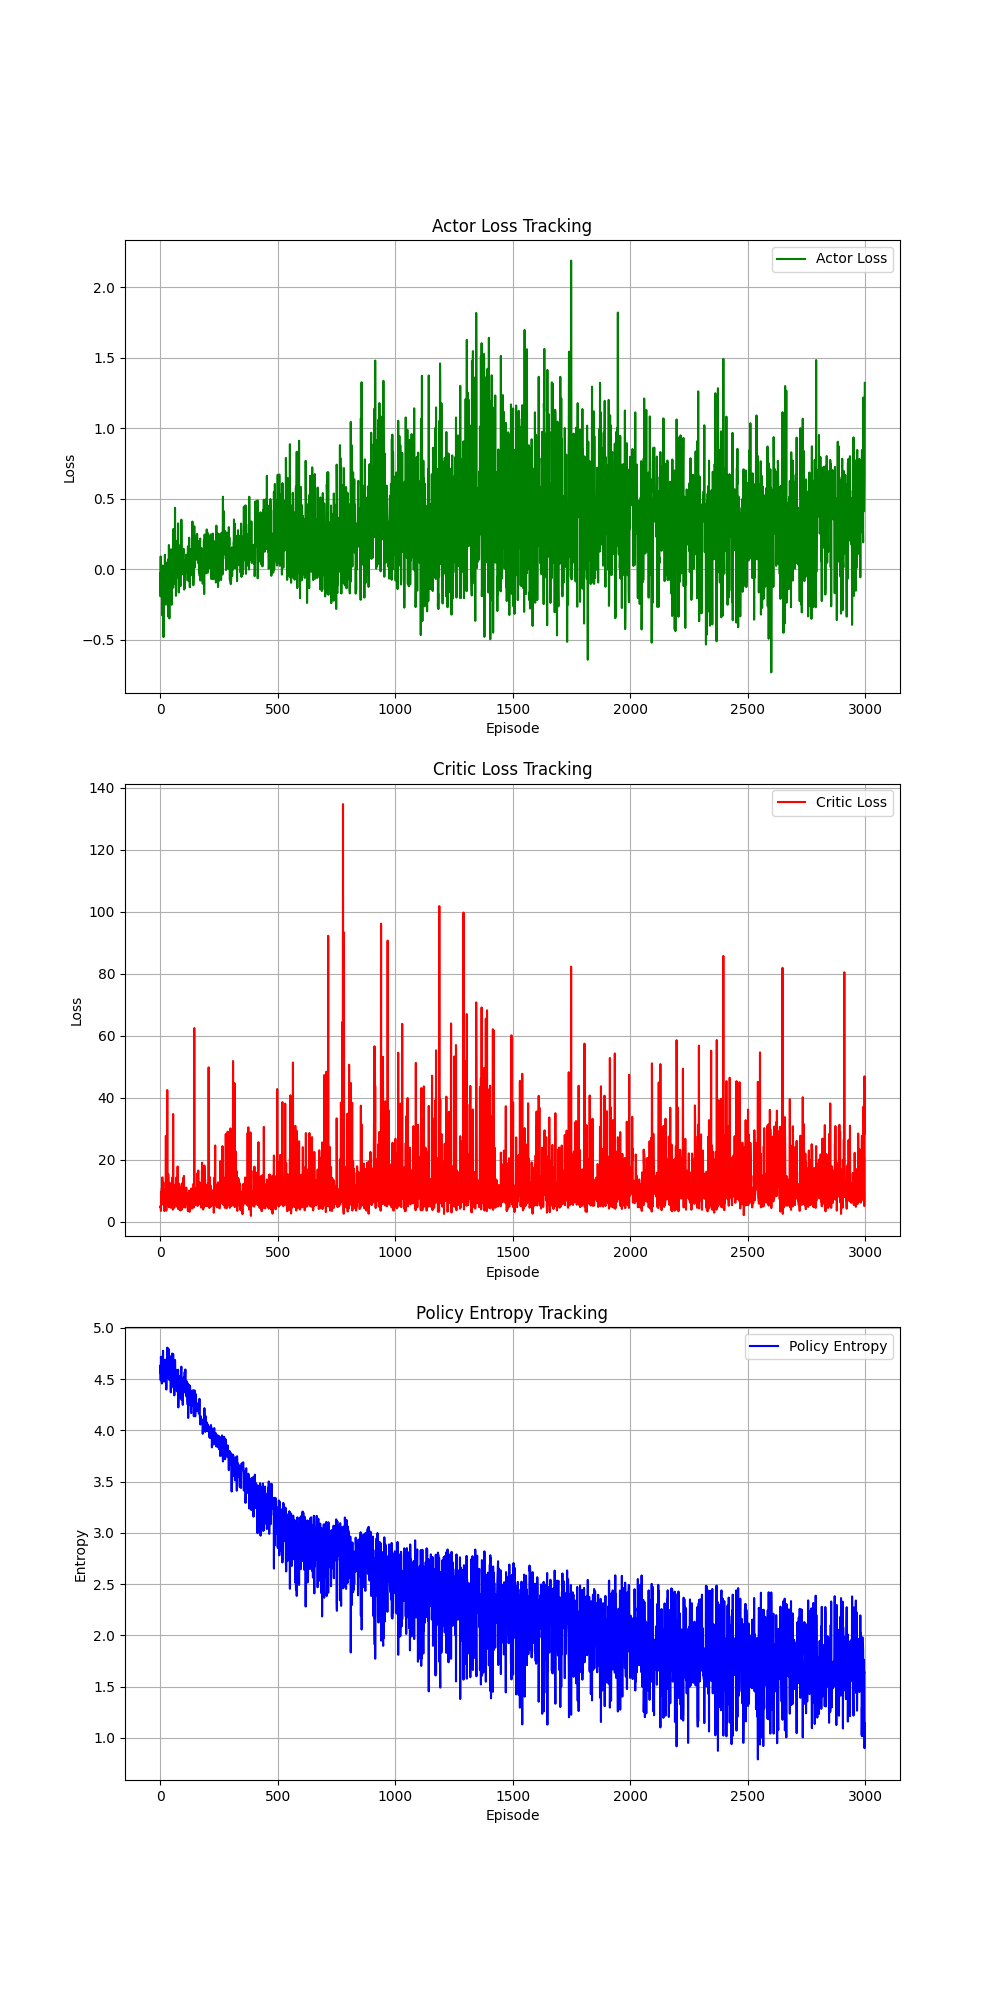 Actor Loss Tracking
Actor Loss
2.0
1.5
1.0
0.5
0.0
−0.5
Loss
0 500 1000 1500 2000 2500 3000
Episode
Critic Loss Tracking
Critic Loss
140
120
100
80
60
40
20
0
Loss
0 500 1000 1500 2000 2500 3000
Episode
Policy Entropy Tracking
Policy Entropy
5.0
4.5
4.0
3.5
3.0
2.5
2.0
1.5
1.0
Entropy
0 500 1000 1500 2000 2500 3000
Episode